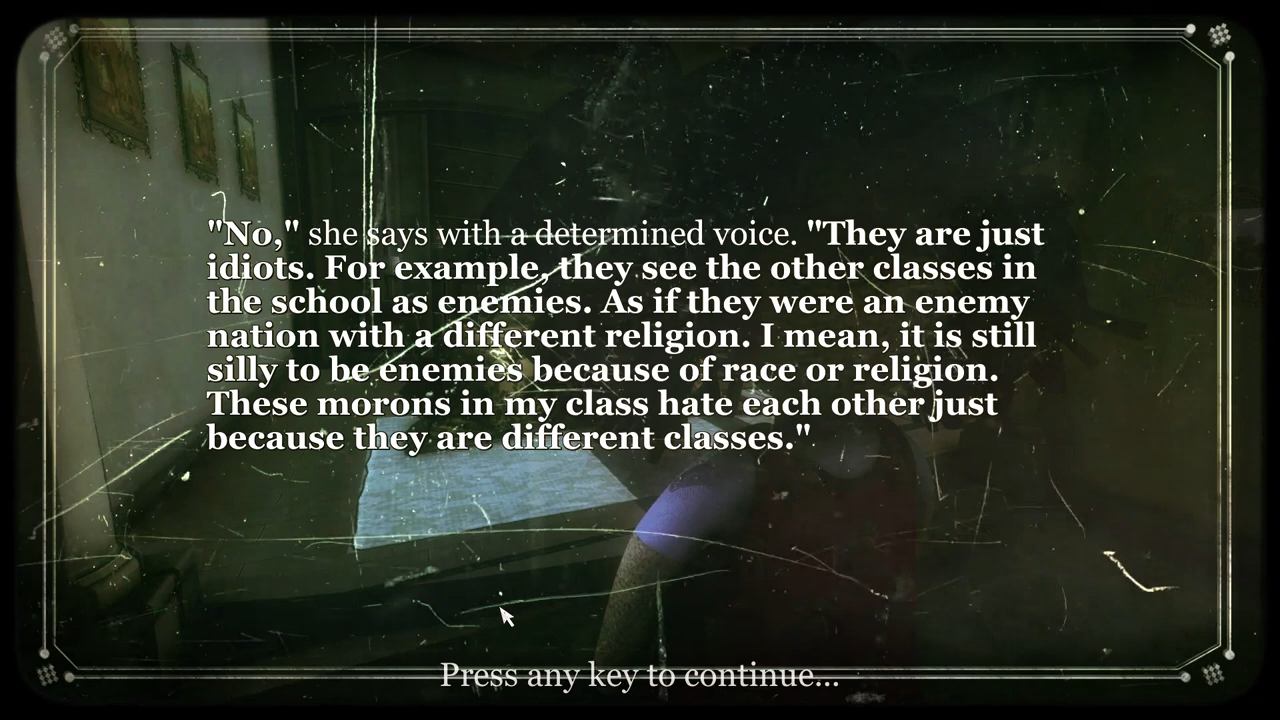 "No," she says with a determined voice. "They are just
idiots. For example, they see the other classes in
the school as enemies. As if they were an enemy
nation with a different religion. I mean, it is still
silly to be enemies because of race or religion.
These morons in my class hate each other just
because they are different classes."
Press any key to continue...